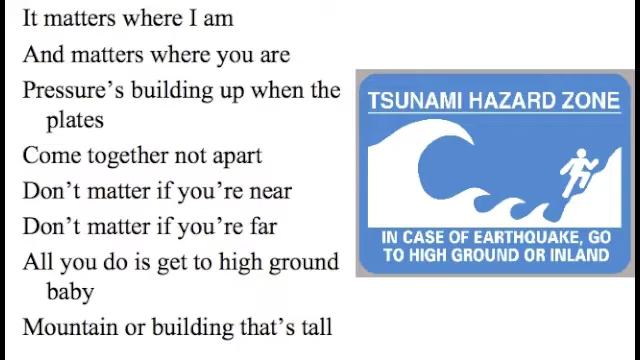 It matters where I am
And matters where you are
Pressure's building up when the
plates
Come together not apart
Don't matter if you're near
Don't matter if you're far
All you do is get to high ground
baby
Mountain or building that's tall
TSUNAMI HAZARD ZONE
IN CASE OF EARTHQUAKE, GO
TO HIGH GROUND OR INLAND